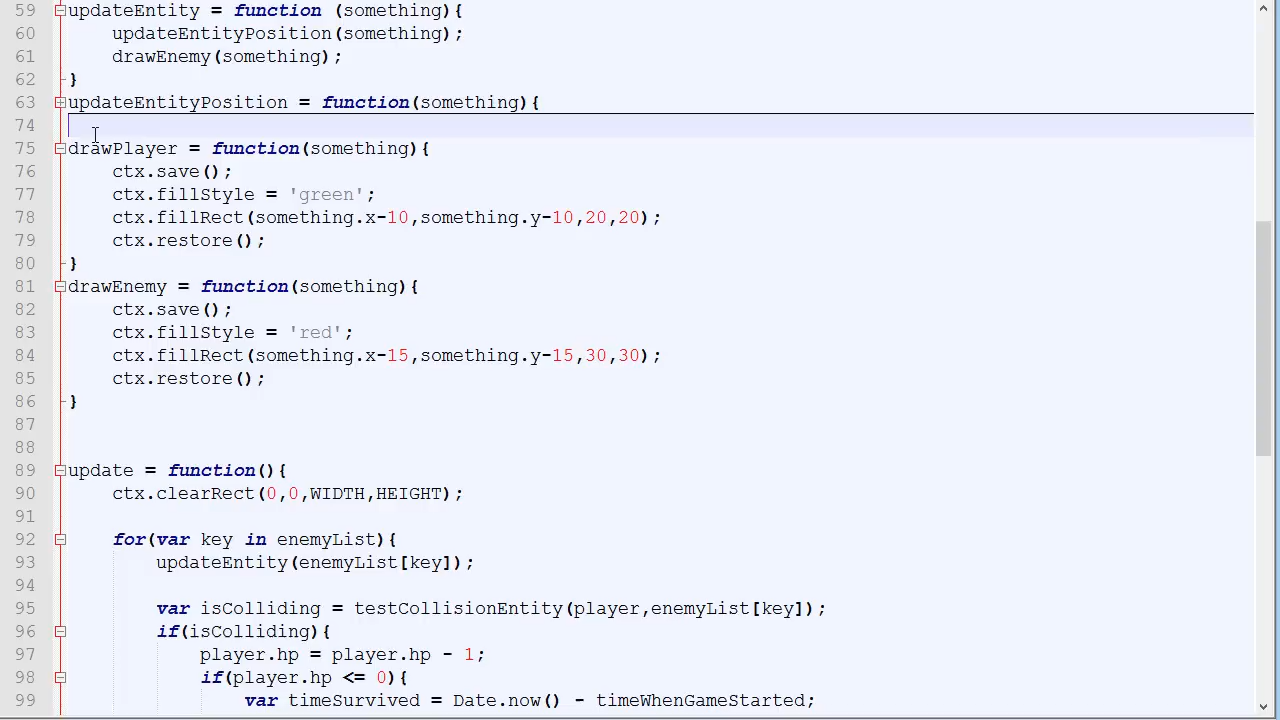 59 updateEntity = function (something){
60 updateEntityPosition(something);
61 drawEnemy(something);
62 }
63 updateEntityPosition = function(something){
74
75 drawPlayer = function(something){
76 ctx.save();
77 ctx.fillStyle = 'green';
78 ctx.fillRect(something.x-10,something.y-10,20,20);
79 ctx.restore();
80 }
81 drawEnemy = function(something){
82 ctx.save();
83 ctx.fillStyle = 'red';
84 ctx.fillRect(something.x-15,something.y-15,30,30);
85 ctx.restore();
86 }
87
88
89 update = function(){
90 ctx.clearRect(0,0,WIDTH,HEIGHT);
91
92 for(var key in enemyList){
93 updateEntity(enemyList[key]);
94
95 var isColliding = testCollisionEntity(player,enemyList[key]);
96 if(isColliding){
97 player.hp = player.hp - 1;
98 if(player.hp <= 0){
99 var timeSurvived = Date.now() - timeWhenGameStarted;